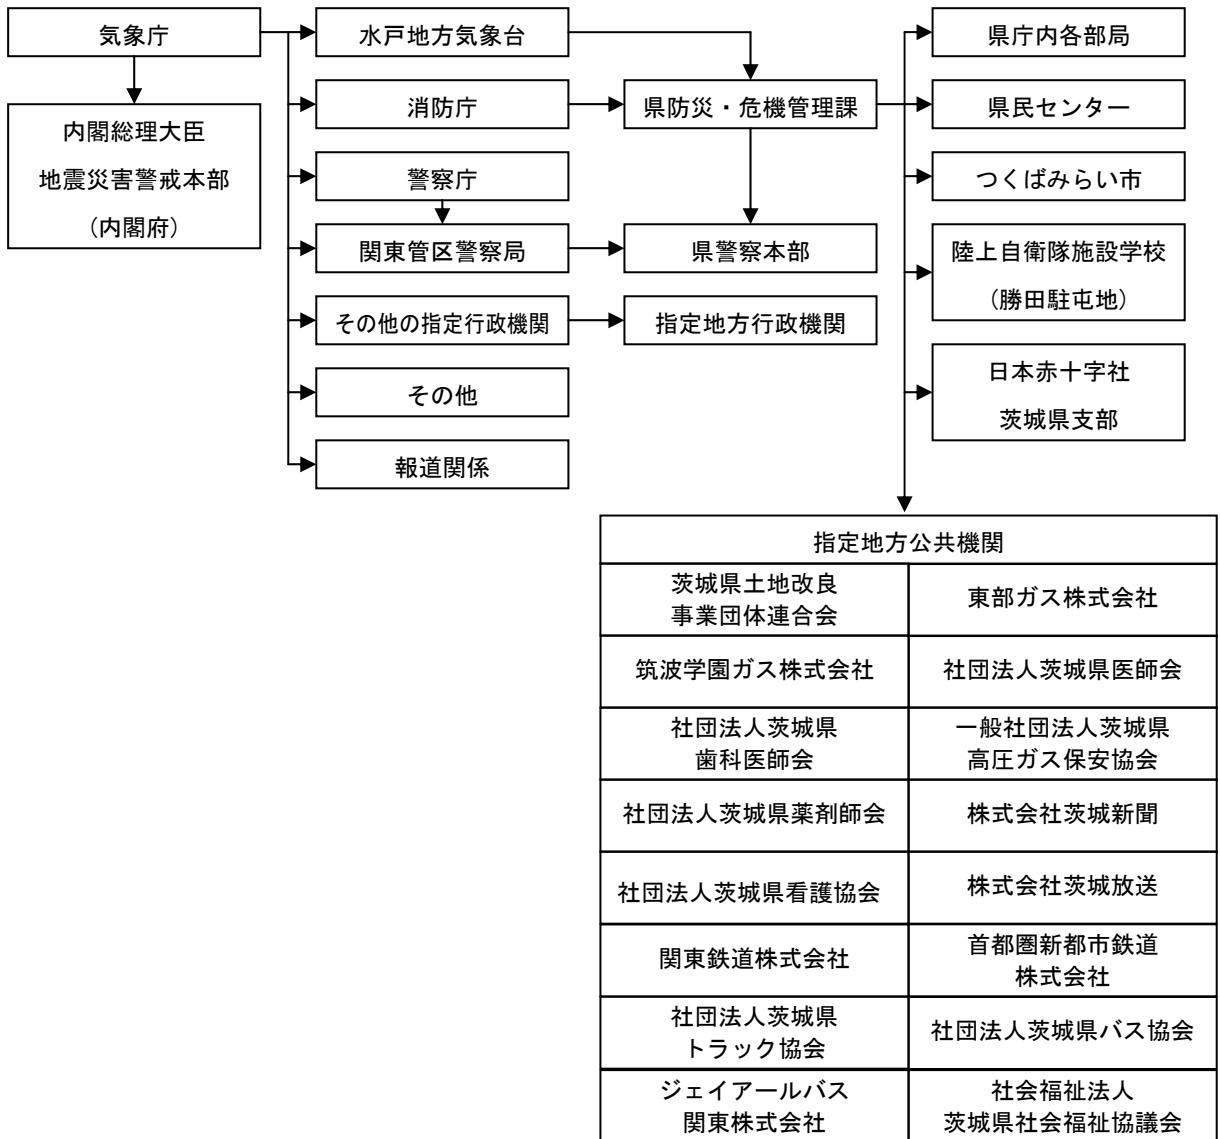 気象庁
内閣総理大臣
地震災害警戒本部
(内閣府)
水戸地方気象台
消防庁
警察庁
関東管区警察局
その他の指定行政機関
その他
報道関係
県防災・危機管理課
県警察本部
指定地方行政機関
県庁内各部局
県民センター
つくばみらい市
陸上自衛隊施設学校
(勝田駐屯地)
日本赤十字社
茨城県支部
指定地方公共機関
茨城県土地改良
事業団体連合会
東部ガス株式会社
筑波学園ガス株式会社
社団法人茨城県医師会
社団法人茨城県
歯科医師会
一般社団法人茨城県
高圧ガス保安協会
社団法人茨城県薬剤師会
株式会社茨城新聞
社団法人茨城県看護協会
株式会社茨城放送
関東鉄道株式会社
首都圏新都市鉄道
株式会社
社団法人茨城県
トラック協会
社団法人茨城県バス協会
ジェイアールバス
関東株式会社
社会福祉法人
茨城県社会福祉協議会